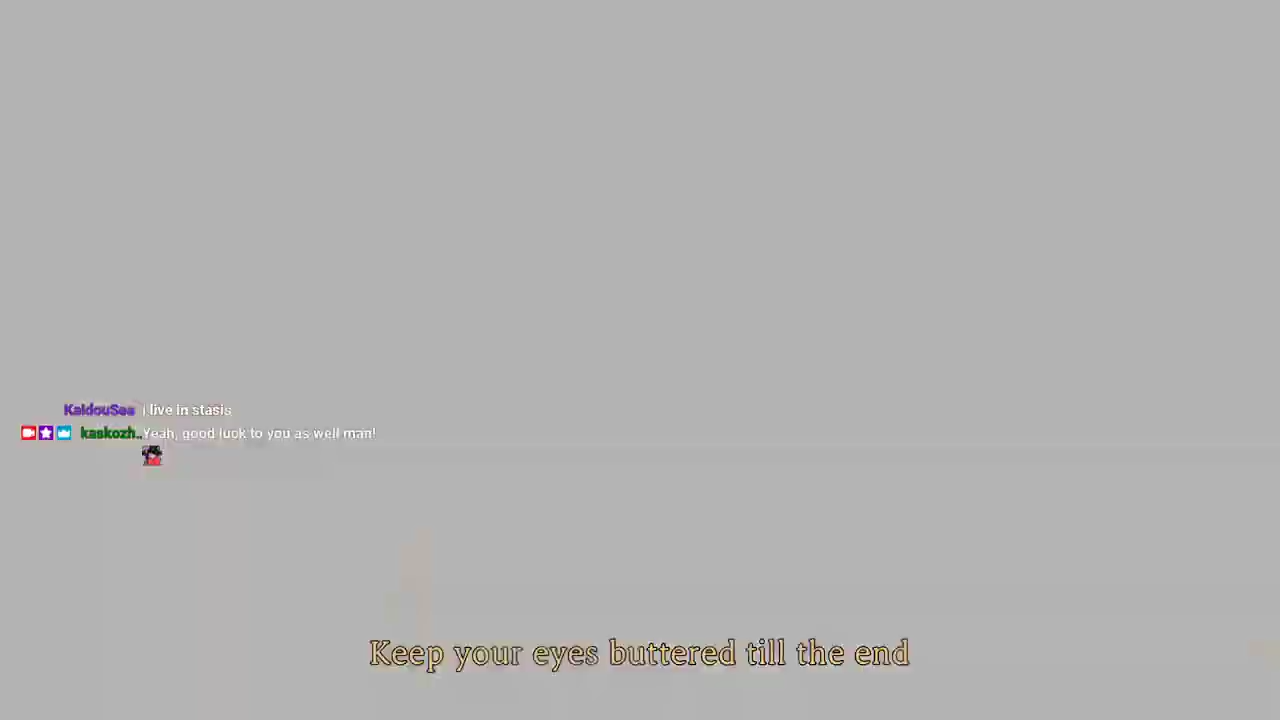 KaldouSaa i live in stasis
kaskozh.. Yeah, good luck to you as well man!
Keep your eyes buttered till the end